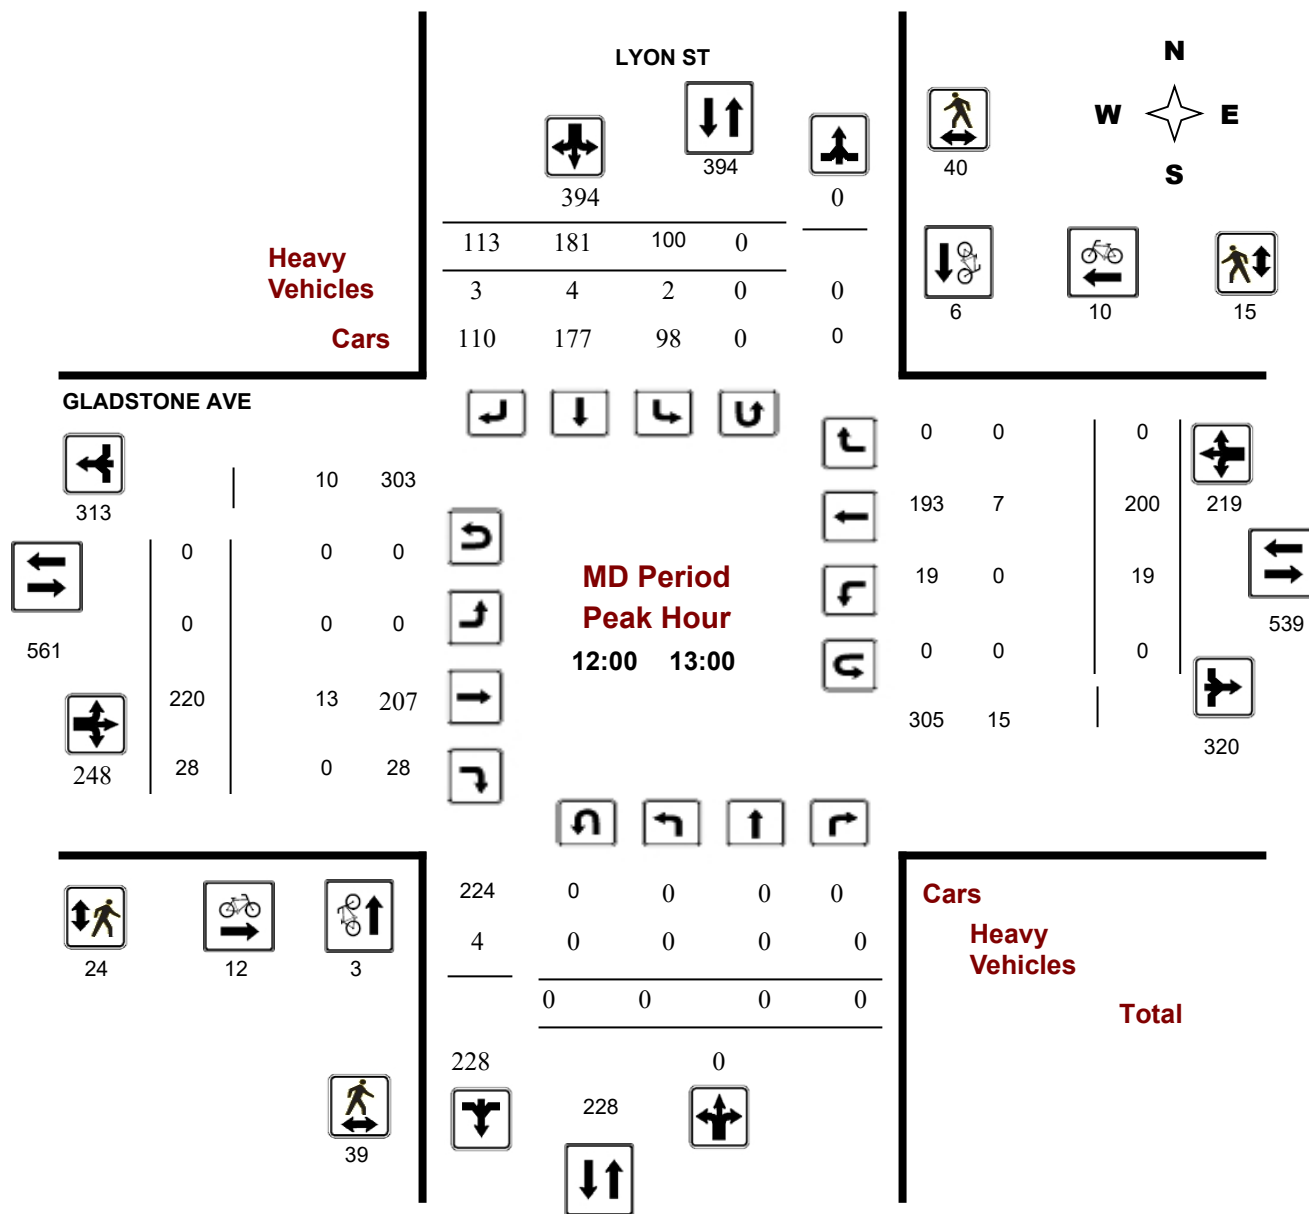 LYON ST
N
W E
S
394
394
0
40
113 181 100 0
Heavy
Vehicles
3 4 2 0 0
Cars
110 177 98 0 0
6 10 15
GLADSTONE AVE
313
10 303
0 0 0
0 0 0
561
220 13 207
248
28 0 28
MD Period
Peak Hour
12:00 13:00
0 0 0
193 7 200 219
19 0 19
539
0 0 0
305 15
320
224 0 0 0 0
4 0 0 0 0
0 0 0 0
228 0
228
24 12 3
39
Cars
Heavy
Vehicles
Total